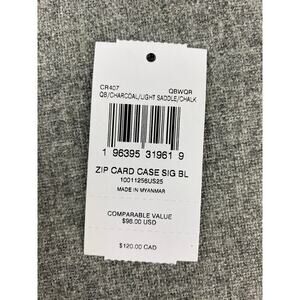 CR407 QBWQR
QB/CHARCOAL/LIGHT SADDLE/CHALK
1 96395 31961 9
ZIP CARD CASE SIG BL
10011256US25
MADE IN MYANMAR
COMPARABLE VALUE
$98.00 USD
$120.00 CAD